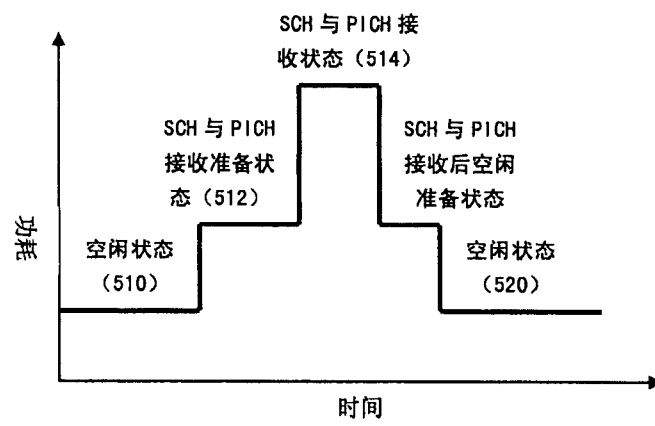 SCH 与 PICH 接
收状态（514）
SCH 与 PICH
接收准备状
态（512）
SCH 与 PICH
接收后空闲
准备状态
空闲状态
（510）
空闲状态
（520）
功耗
时间